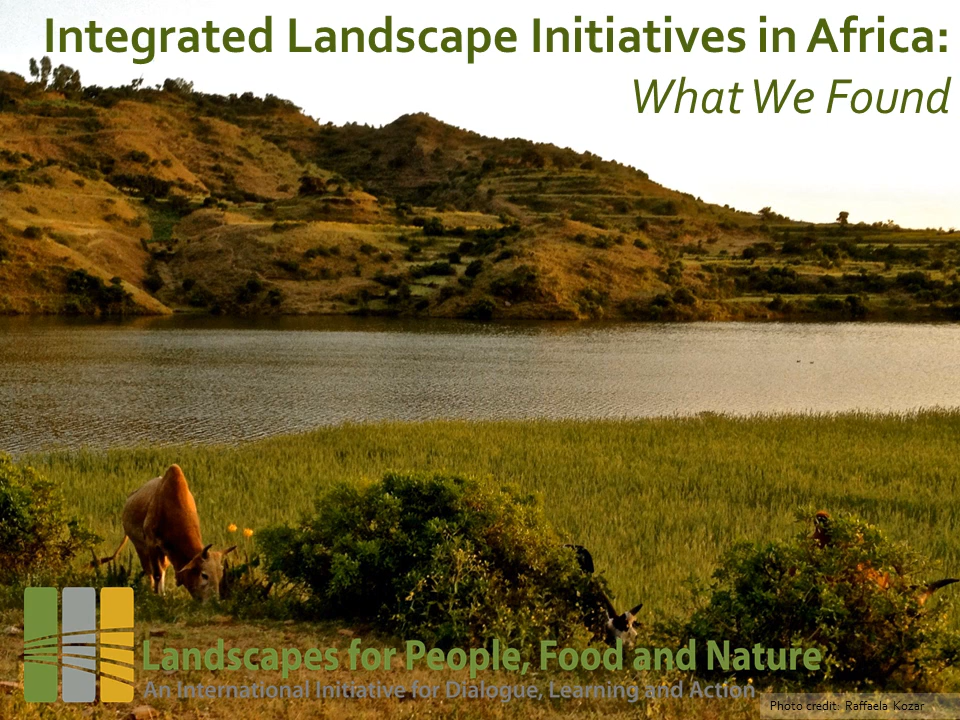 Integrated Landscape Initiatives in Africa:
What We Found
Landscapes for People, Food and Nature
An International Initiative for Dialogue, Learning and Action
Photo credit: Raffaela Kozar